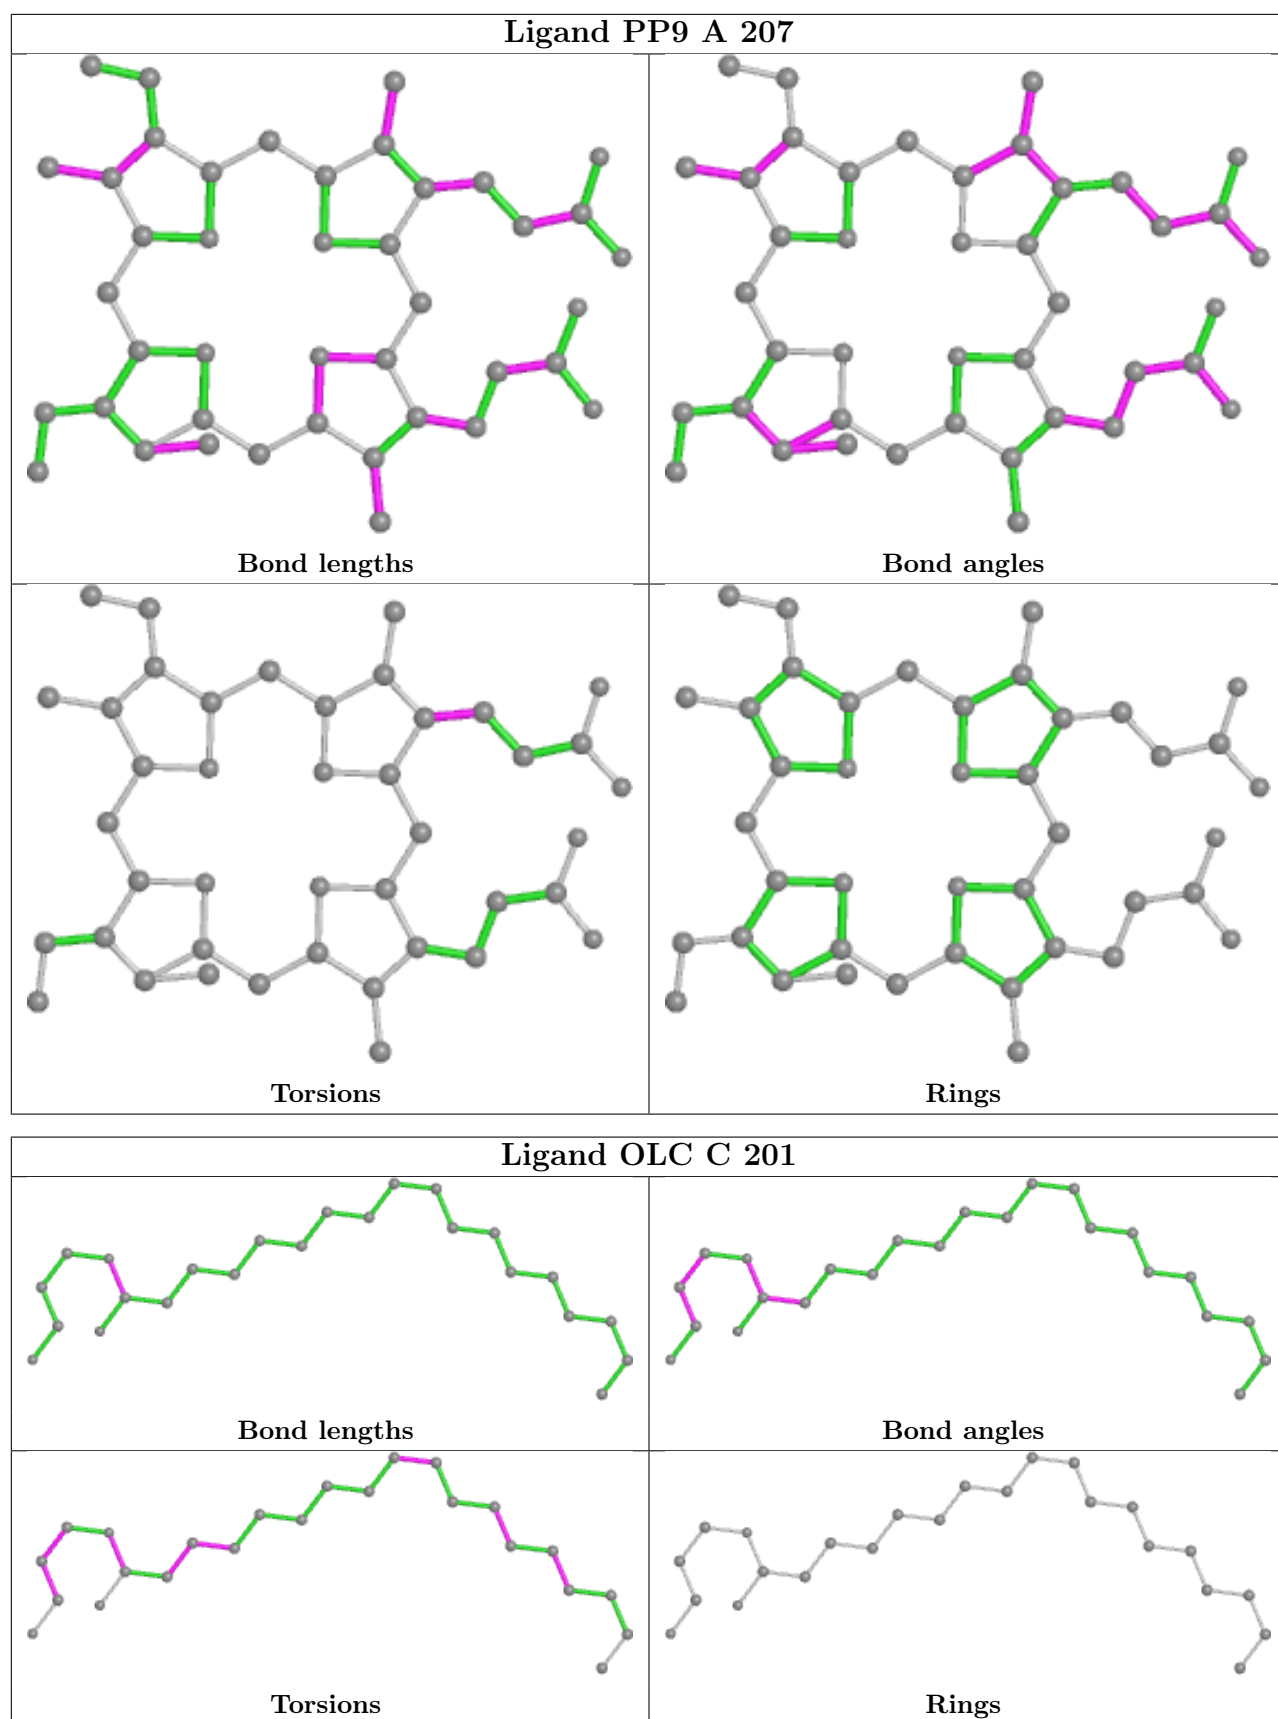 Ligand PP9 A 207
Bond lengths
Bond angles
Torsions
Rings
Ligand OLC C 201
Bond lengths
Bond angles
Torsions
Rings